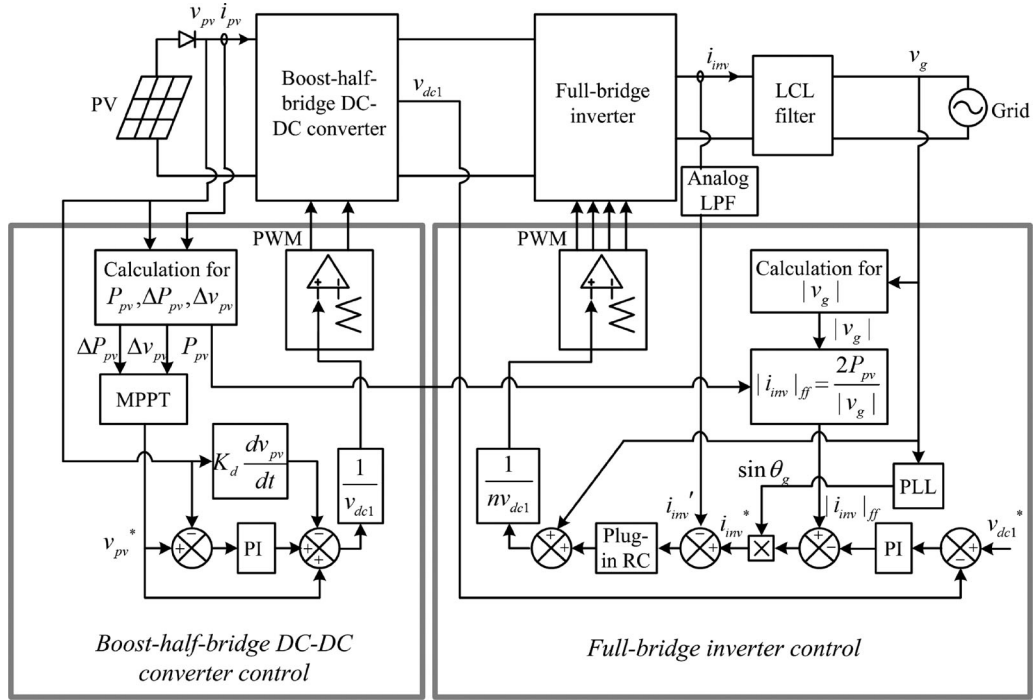 v_pv i_pv
PV
Boost-half-
bridge DC-
DC converter
v_dc1
Full-bridge
inverter
i_inv
LCL
filter
v_g
Grid
Analog
LPF
PWM
PWM
Calculation for
P_pv, ΔP_pv, Δv_pv
ΔP_pv Δv_pv P_pv
MPPT
Calculation for
| v_g |
| v_g |
| i_inv |_ff = 2P_pv / | v_g |
K_d dv_pv / dt
1 / v_dc1
1 / nv_dc1
sin θ_g
PLL
v_pv*
- +
PI
+ - +
+ +
Plug-
in RC
i_inv'
- +
i_inv*
×
| i_inv |_ff
+ -
PI
+ -
v_dc1*
Boost-half-bridge DC-DC
converter control
Full-bridge inverter control